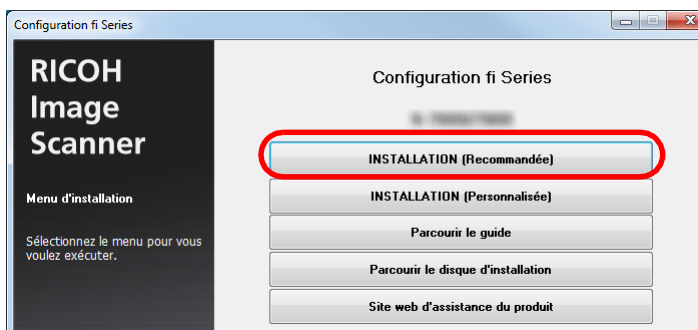 Configuration fi Series
RICOH
Image
Scanner
Menu d'installation
Sélectionnez le menu pour vous
voulez exécuter.
Configuration fi Series
INSTALLATION (Recommandée)
INSTALLATION (Personnalisée)
Parcourir le guide
Parcourir le disque d'installation
Site web d'assistance du produit